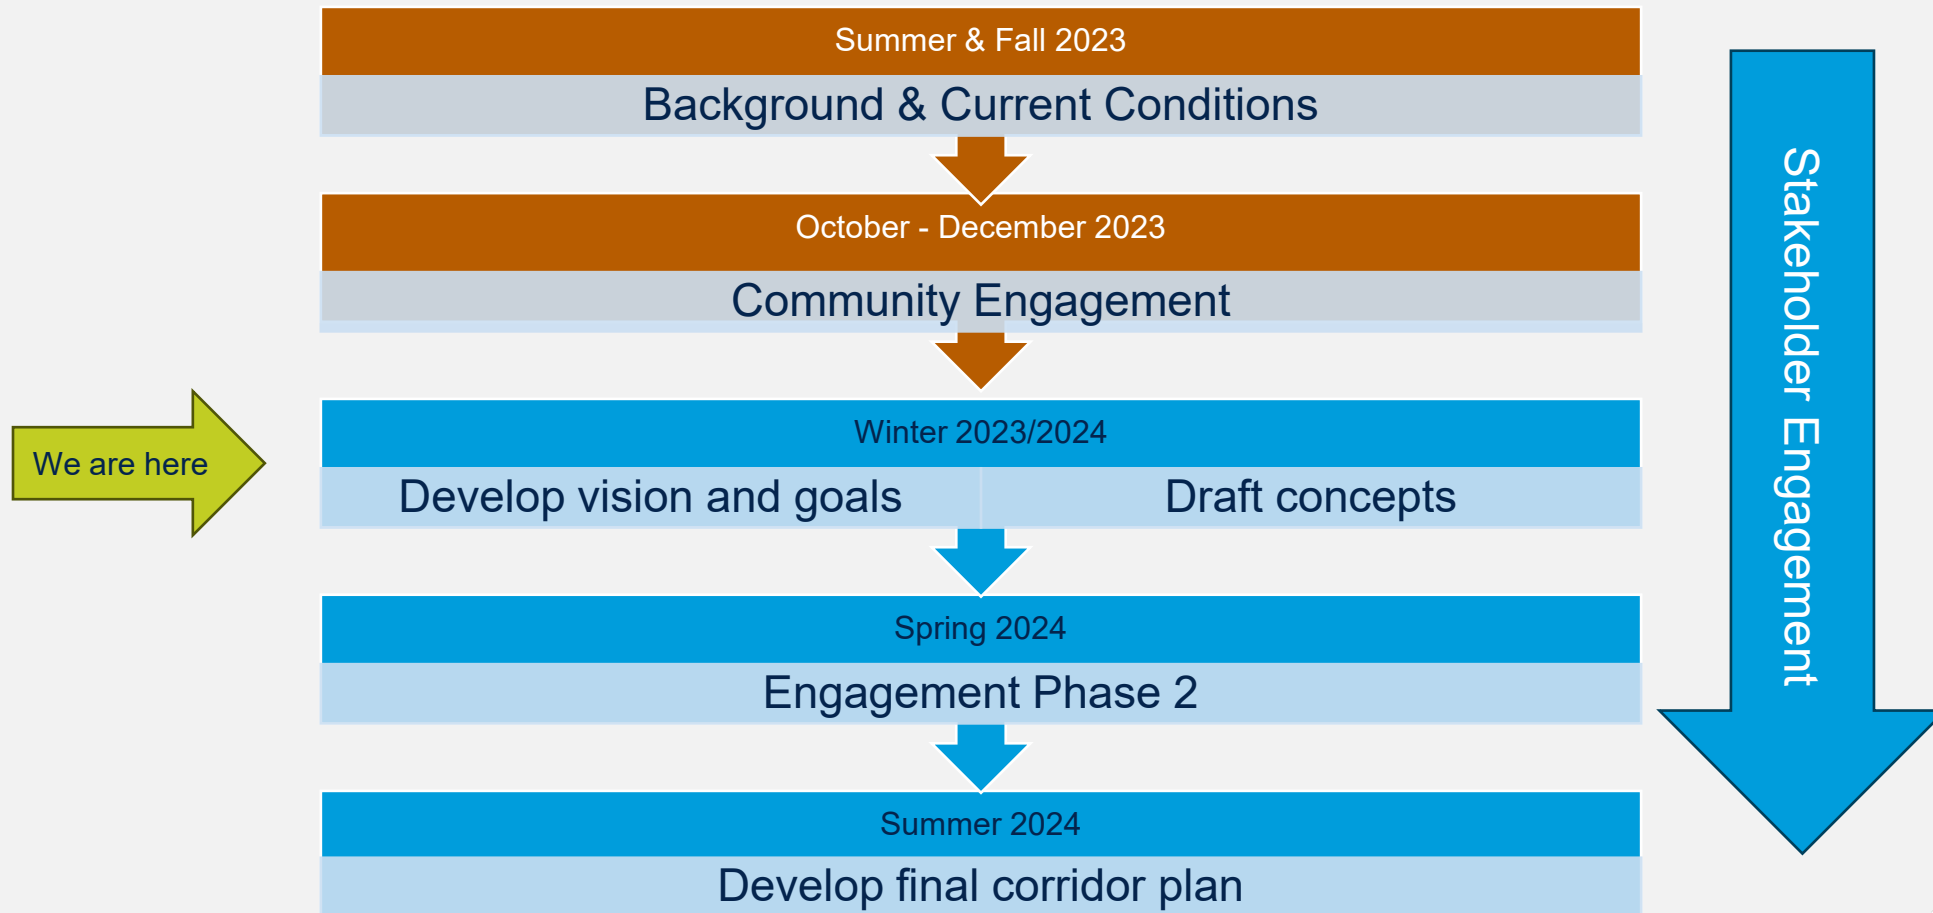 Summer & Fall 2023
Background & Current Conditions
October - December 2023
Community Engagement
We are here
Winter 2023/2024
Develop vision and goals
Draft concepts
Spring 2024
Engagement Phase 2
Summer 2024
Develop final corridor plan
Stakeholder Engagement